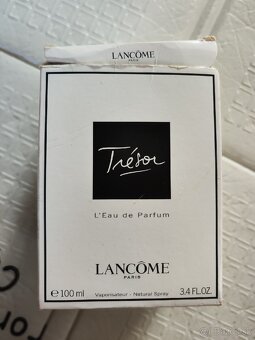 LANCÔME
PARIS
Trésor
L'Eau de Parfum
LANCÔME
PARIS
e 100 ml
Vaporisateur - Natural Spray
3.4 FL.OZ.